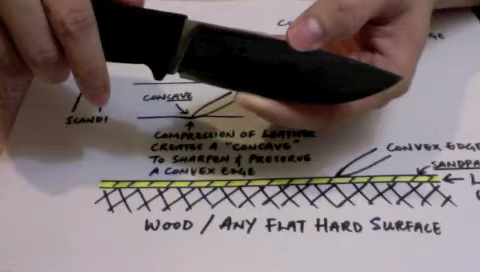 CONCAVE
SCANDI
COMPRESSION OF LEATHER
CREATES A "CONCAVE"
TO SHARPEN & PRESERVE
A CONVEX EDGE
CONVEX EDGE
WOOD / ANY FLAT HARD SURFACE